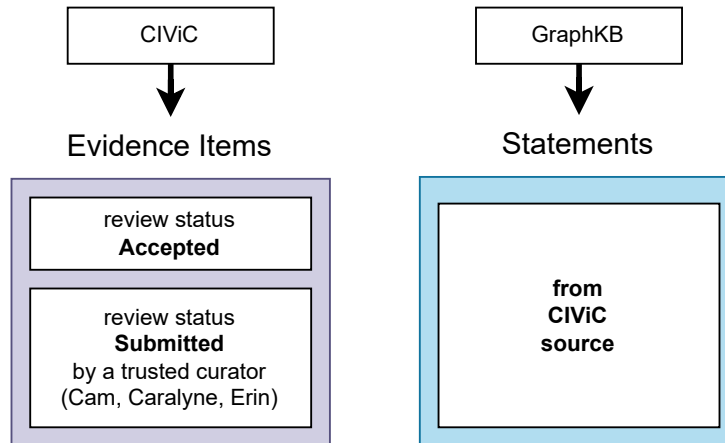 CIViC
GraphKB
Evidence Items
Statements
review status
Accepted
review status
Submitted
by a trusted curator
(Cam, Caralyne, Erin)
from
CIViC
source